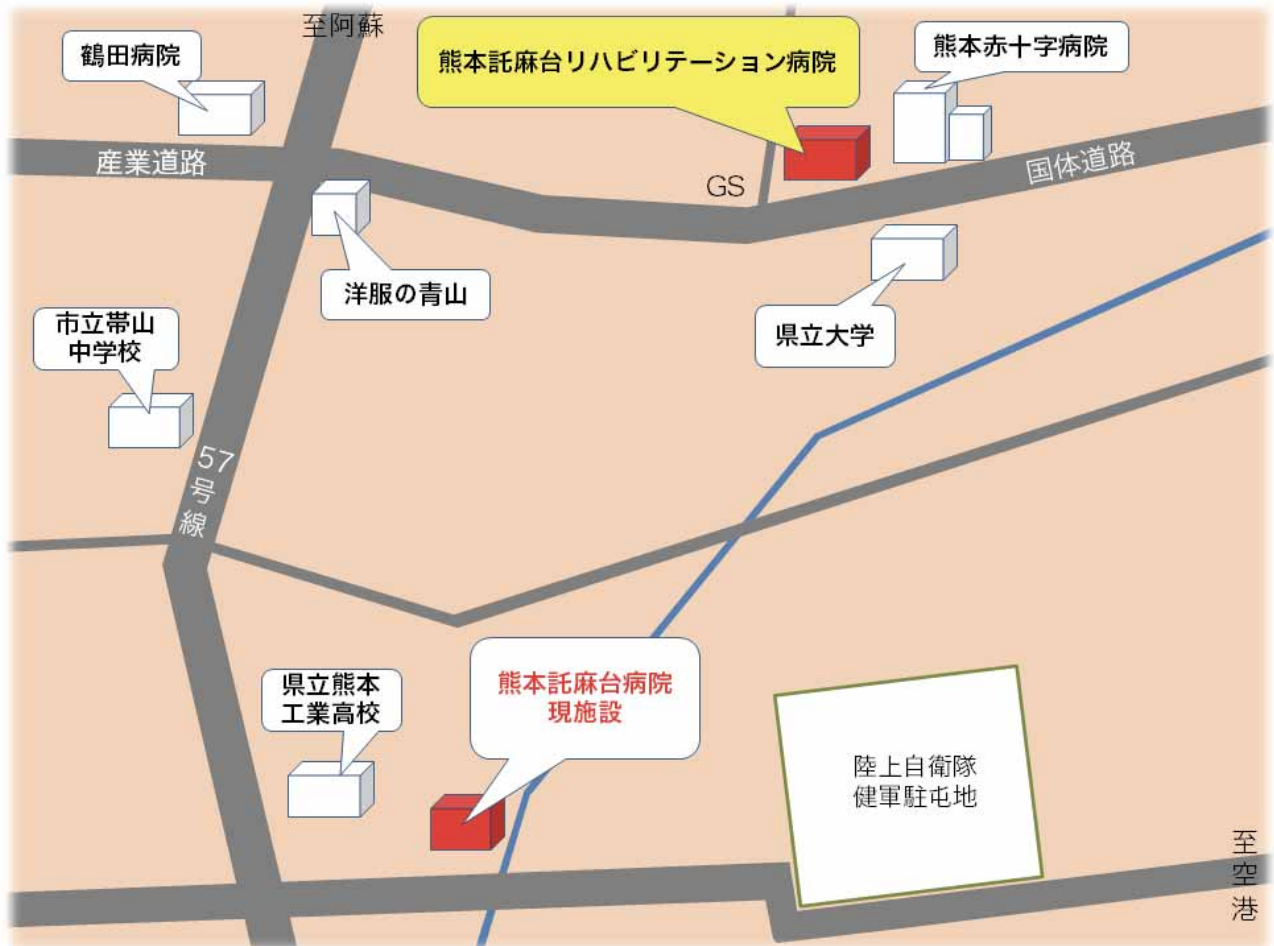 至阿蘇
鶴田病院
熊本託麻台リハビリテーション病院
熊本赤十字病院
産業道路
国体道路
GS
洋服の青山
市立帯山
中学校
県立大学
57号線
県立熊本
工業高校
熊本託麻台病院
現施設
陸上自衛隊
健軍駐屯地
至空港